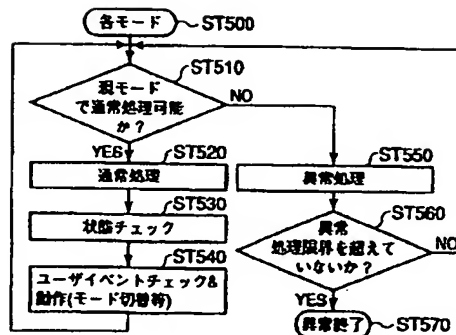 各モード ST500
ST510
現モード
で通常処理可能
か?
NO
YES
ST520
通常処理
ST530
状態チェック
ST540
ユーザイベントチェック&
動作(モード切替等)
ST550
異常処理
ST560
異常
処理限界を超えて
いないか?
NO
YES
異常終了 ST570